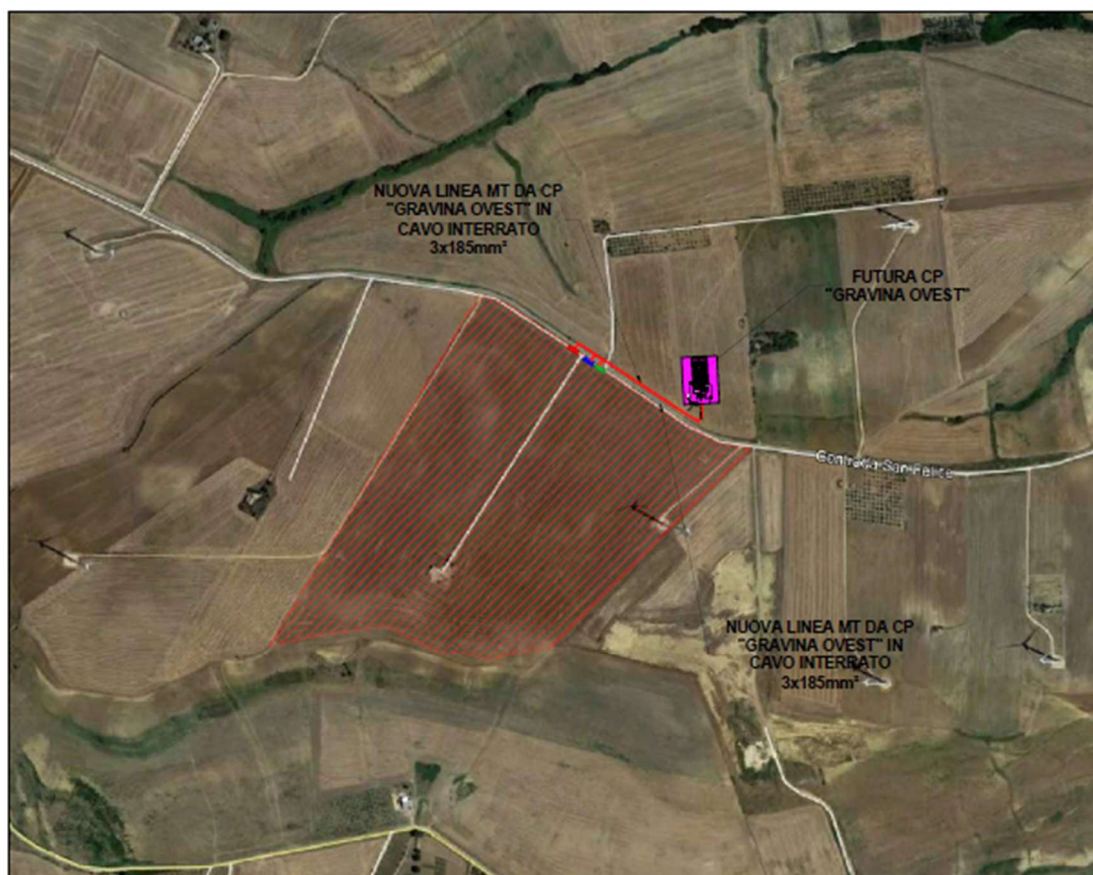 NUOVA LINEA MT DA CP
"GRAVINA OVEST" IN
CAVO INTERRATO
3x185mm²
FUTURA CP
"GRAVINA OVEST"
Contrada San Felice
NUOVA LINEA MT DA CP
"GRAVINA OVEST" IN
CAVO INTERRATO
3x185mm²